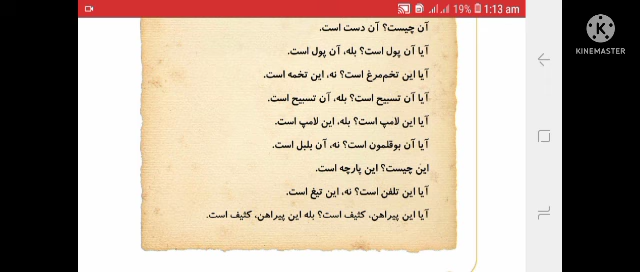 19% 1:13 am
KINEMASTER
آن چیست؟ آن دست است.
آیا آن پول است؟ بله، آن پول است.
آیا این تخم‌مرغ است؟ نه، این تخمه است.
آیا آن تسبیح است؟ بله، آن تسبیح است.
آیا این لامپ است؟ بله، این لامپ است.
آیا آن بوقلمون است؟ نه، آن بلبل است.
این چیست؟ این پارچه است.
آیا این تلفن است؟ نه، این تیغ است.
آیا این پیراهن، کثیف است؟ بله این پیراهن، کثیف است.